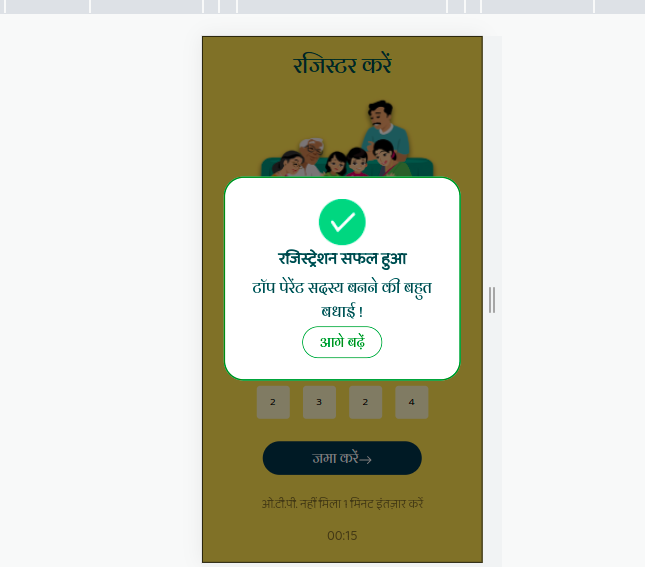 रजिस्टर करें
रजिस्ट्रेशन सफल हुआ
टॉप पेरेंट सदस्य बनने की बहुत
बधाई !
आगे बढ़ें
2 3 2 4
जमा करें→
ओ.टी.पी. नहीं मिला 1 मिनट इंतज़ार करें
00:15